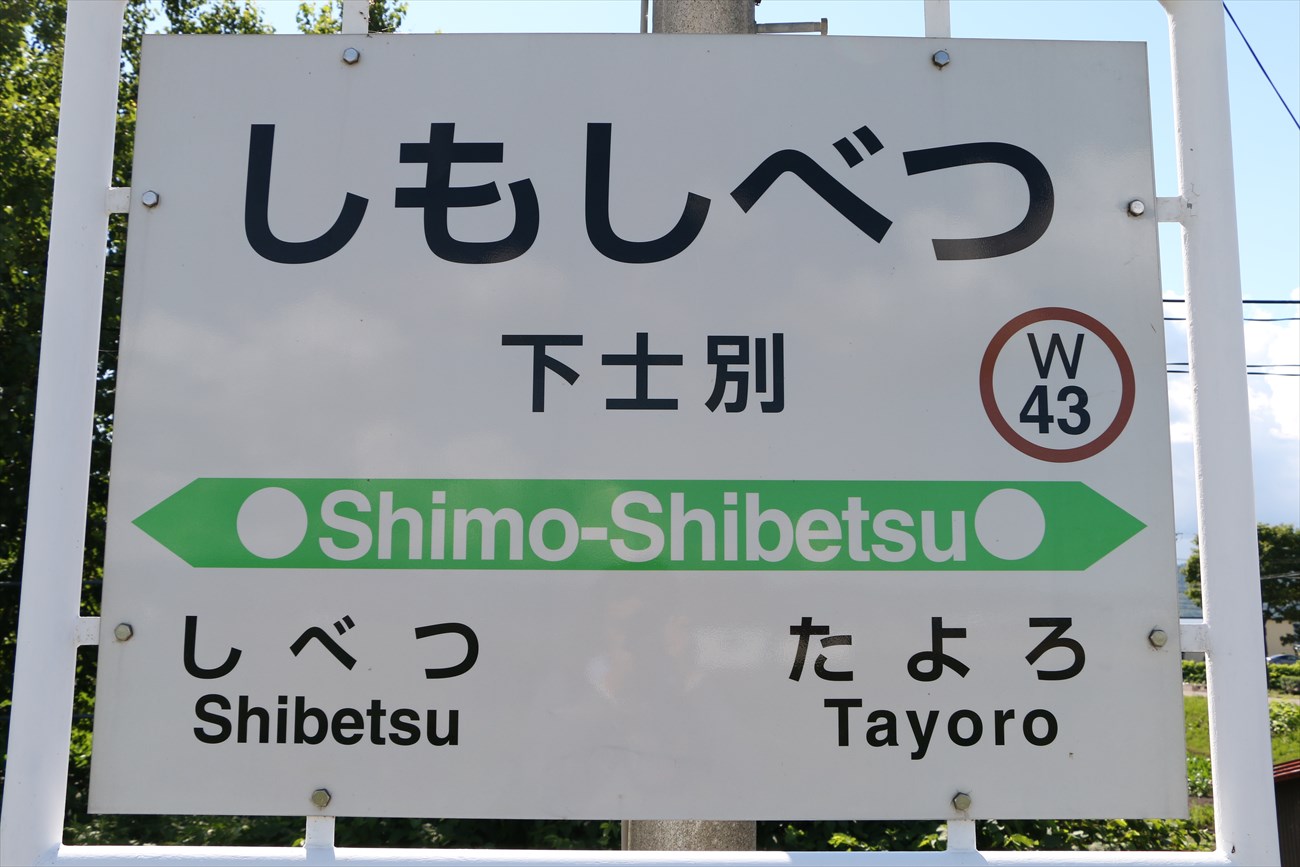 しもしべつ
下士別
W
43
Shimo-Shibetsu
しべつ
Shibetsu
たよろ
Tayoro